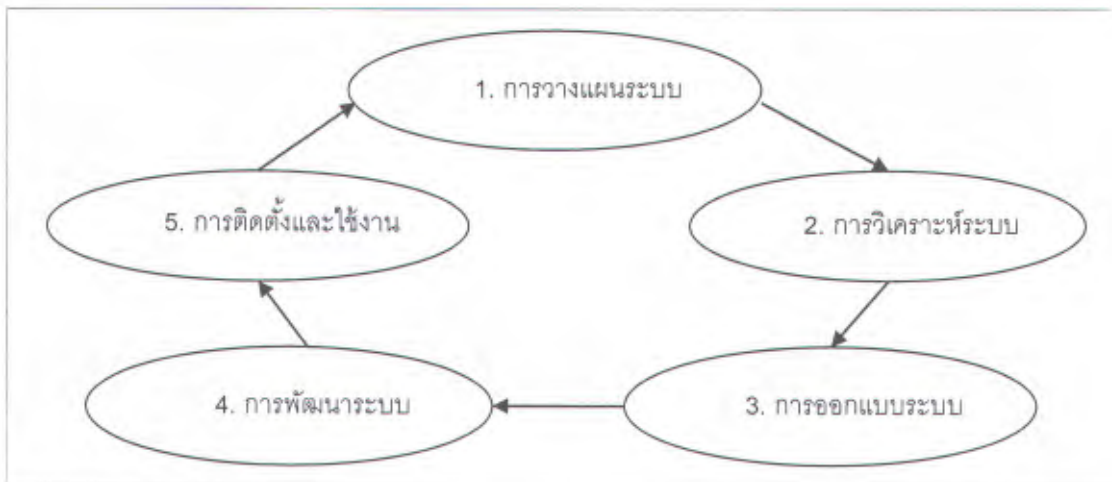 1. การวางแผนระบบ
2. การวิเคราะห์ระบบ
3. การออกแบบระบบ
4. การพัฒนาระบบ
5. การติดตั้งและใช้งาน